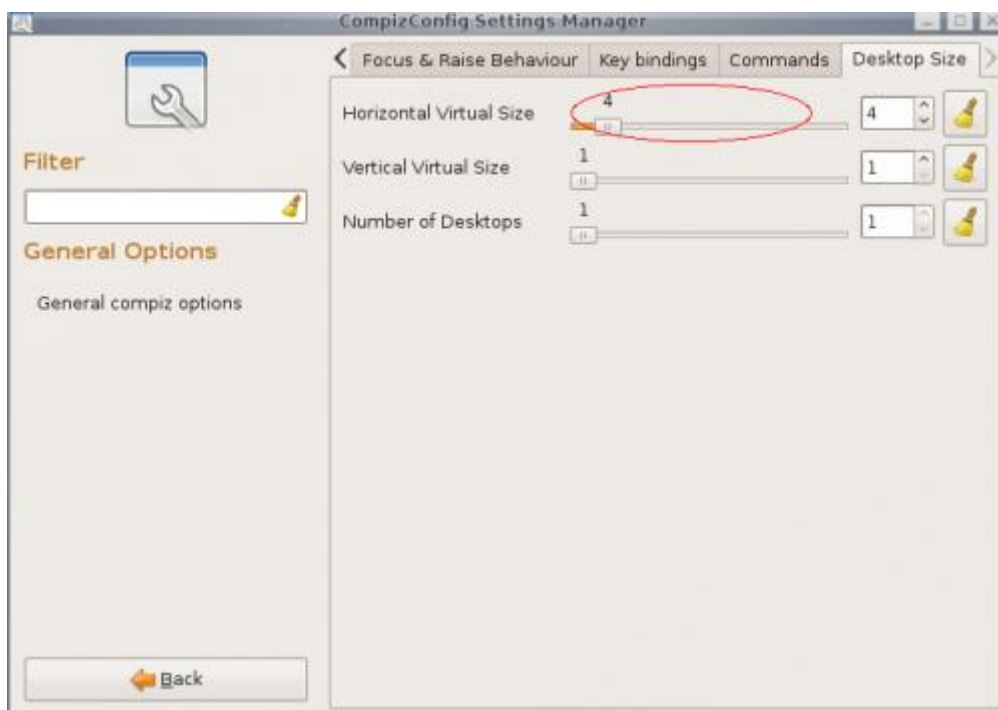 CompizConfig Settings Manager
Focus & Raise Behaviour Key bindings Commands Desktop Size
Horizontal Virtual Size 4 4
Filter
Vertical Virtual Size 1 1
Number of Desktops 1 1
General Options
General compiz options
Back